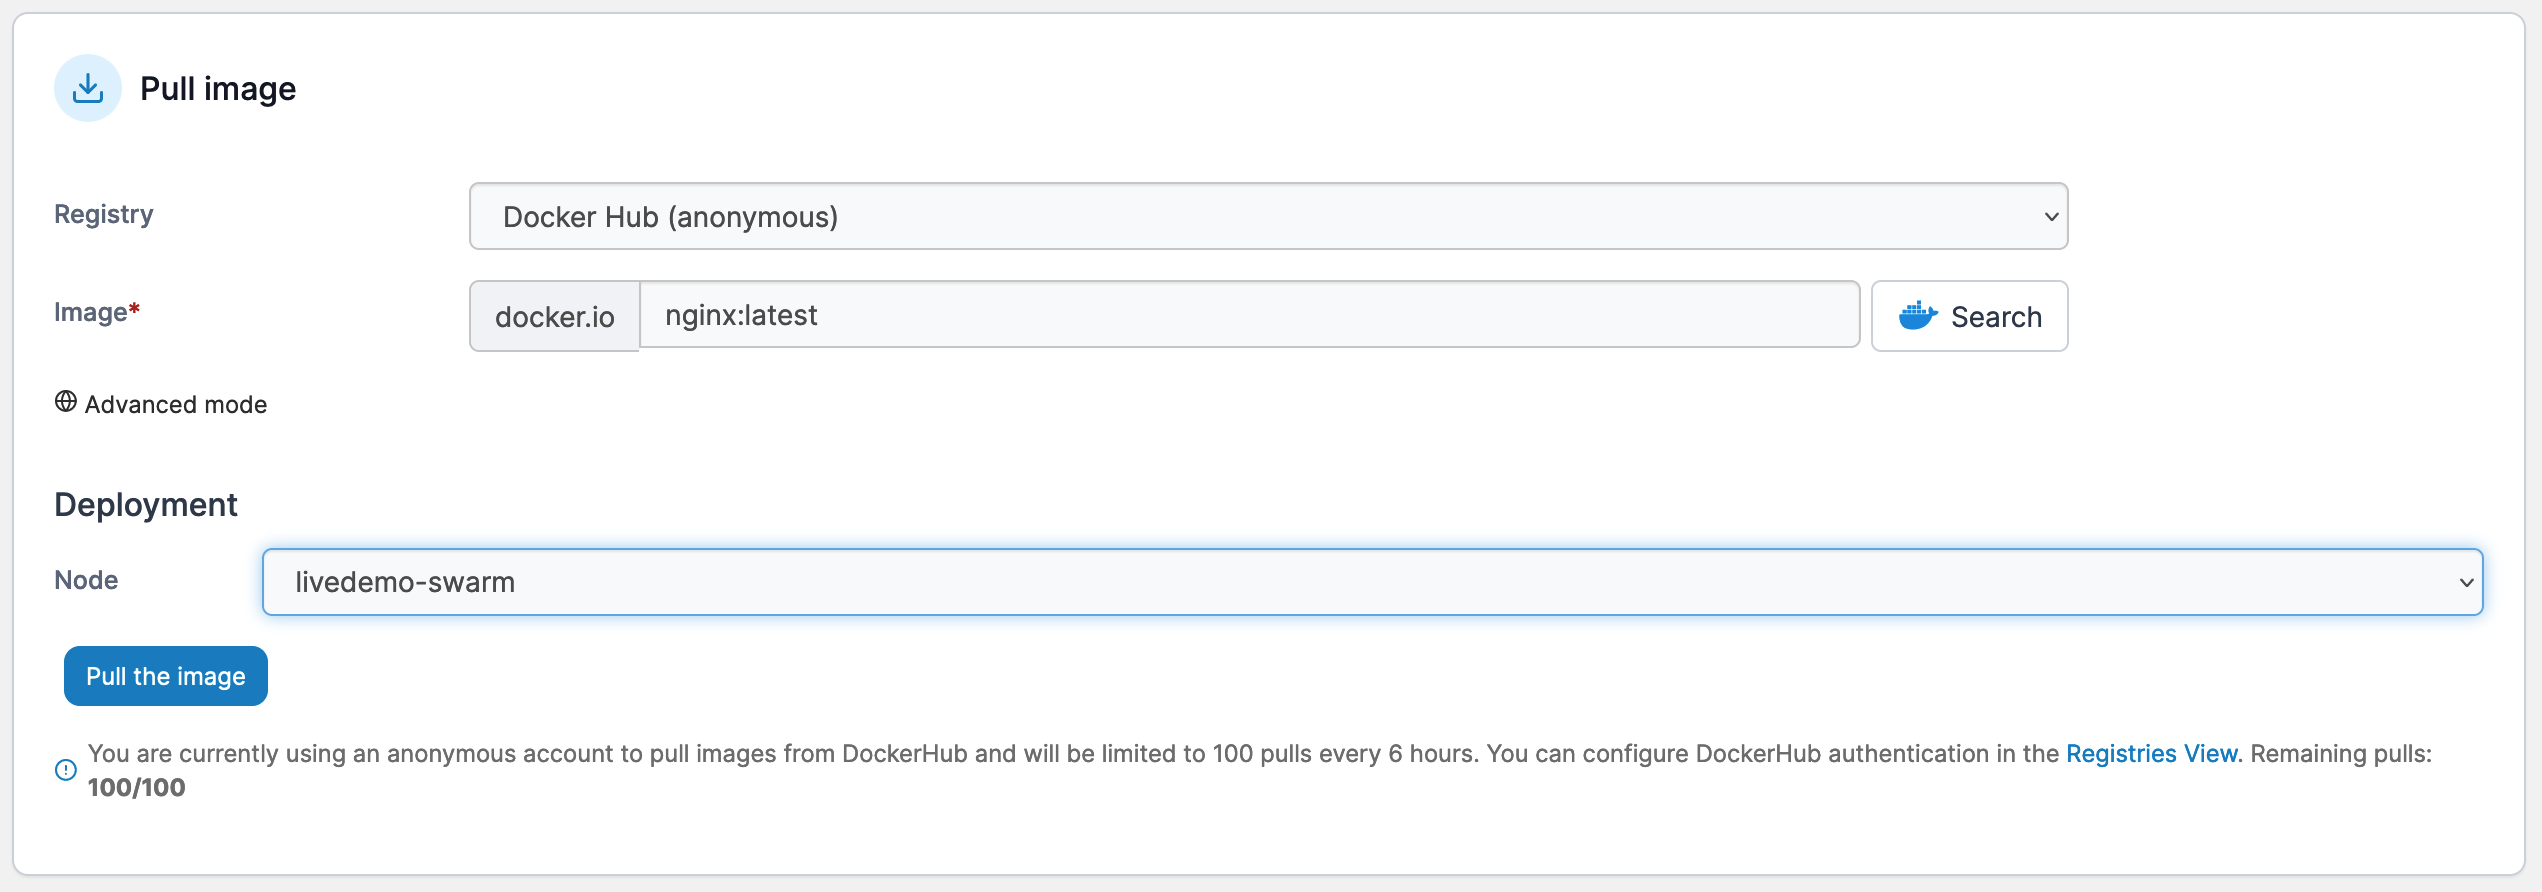 Pull image
Registry
Docker Hub (anonymous)
Image*
docker.io
nginx:latest
Search
Advanced mode
Deployment
Node
livedemo-swarm
Pull the image
You are currently using an anonymous account to pull images from DockerHub and will be limited to 100 pulls every 6 hours. You can configure DockerHub authentication in the Registries View. Remaining pulls:
100/100